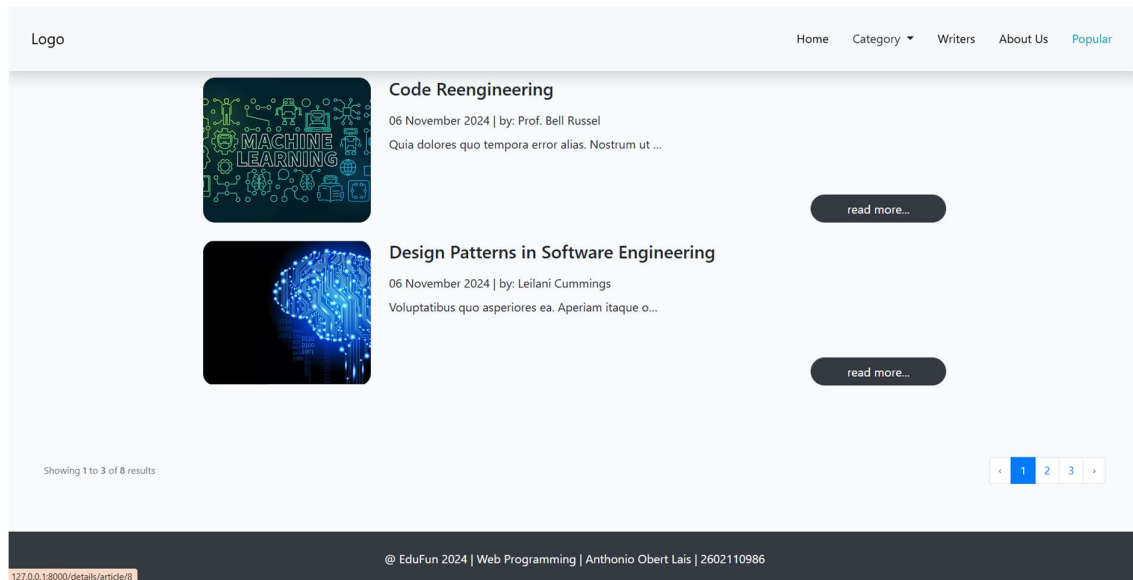 Logo
Home Category Writers About Us Popular
MACHINE
LEARNING
Code Reengineering
06 November 2024 | by: Prof. Bell Russel
Quia dolores quo tempora error alias. Nostrum ut ...
read more...
Design Patterns in Software Engineering
06 November 2024 | by: Leilani Cummings
Voluptatibus quo asperiores ea. Aperiam itaque o...
read more...
Showing 1 to 3 of 8 results
‹ 1 2 3 ›
@ EduFun 2024 | Web Programming | Anthonio Obert Lais | 2602110986
127.0.0.1:8000/details/article/8